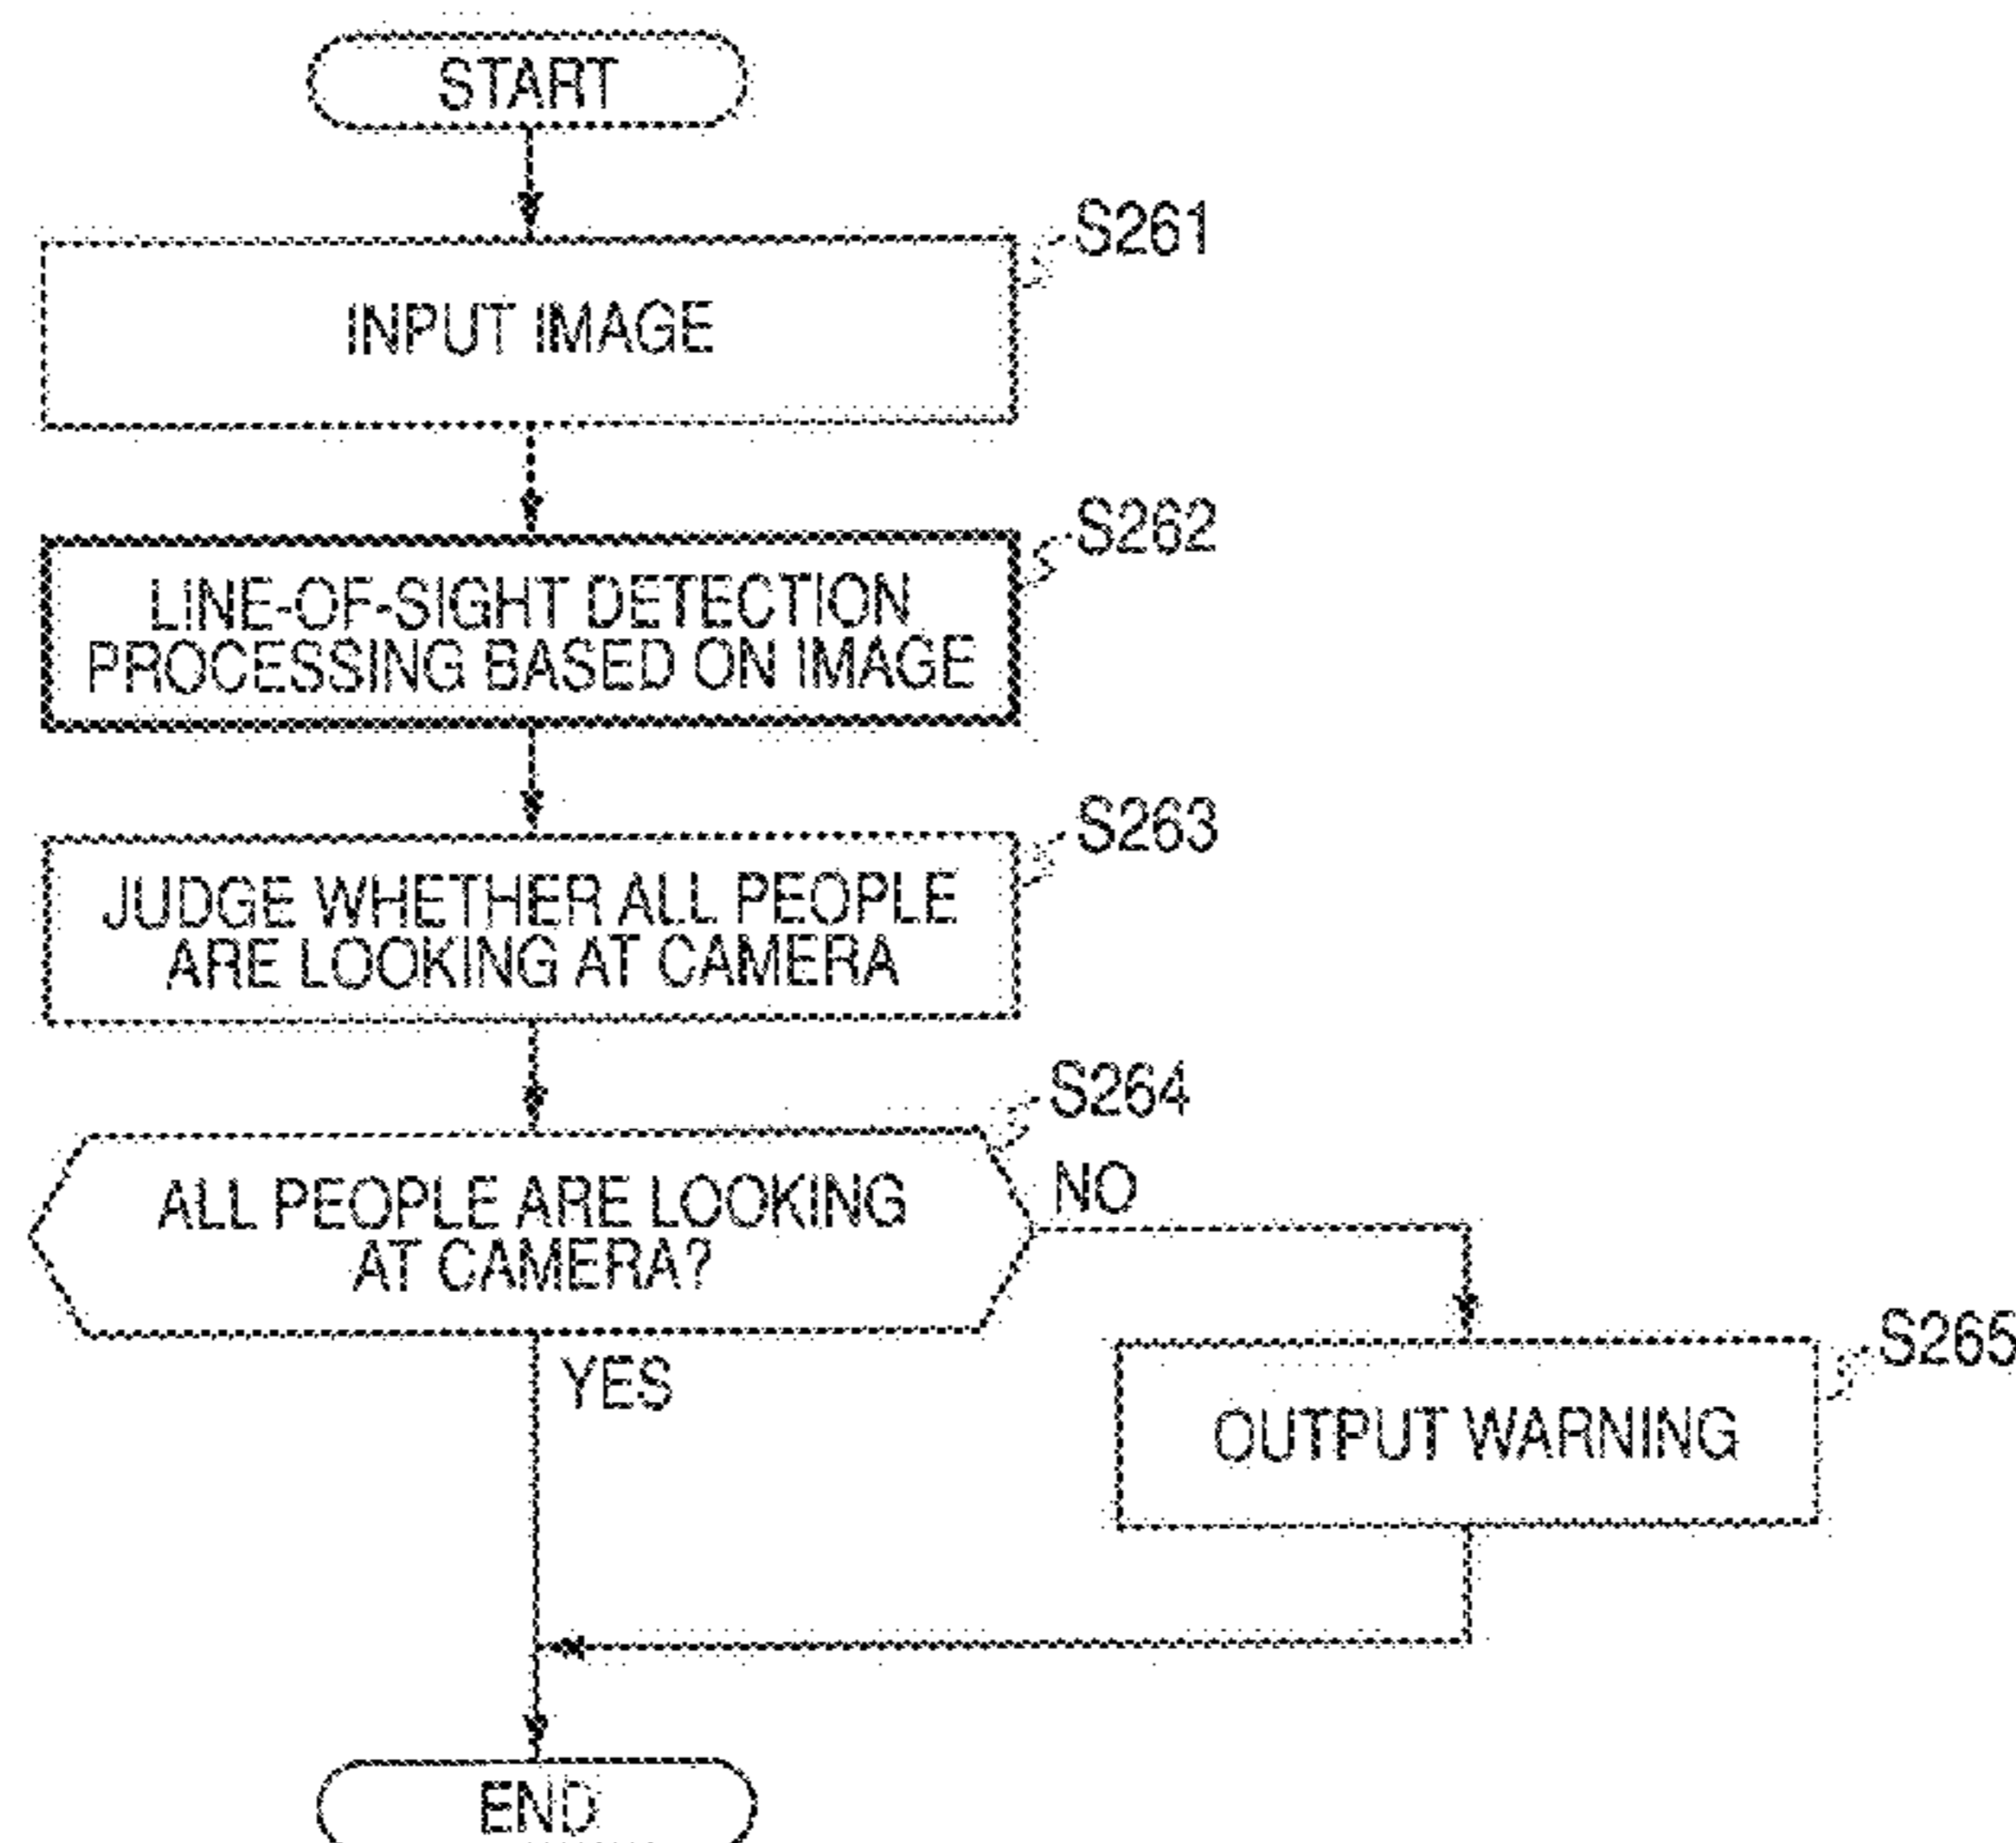 START
S261
INPUT IMAGE
S262
LINE-OF-SIGHT DETECTION
PROCESSING BASED ON IMAGE
S263
JUDGE WHETHER ALL PEOPLE
ARE LOOKING AT CAMERA
S264
ALL PEOPLE ARE LOOKING
AT CAMERA?
NO
YES
S265
OUTPUT WARNING
END